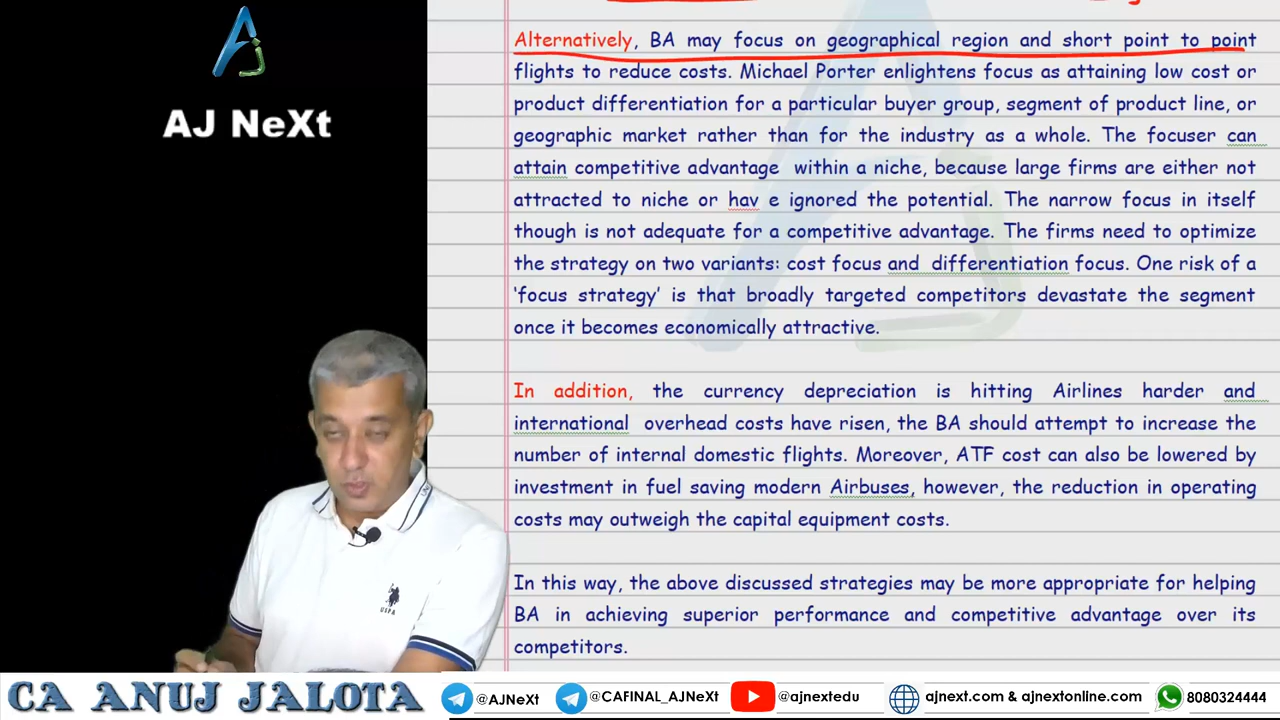 AJ NeXt
Alternatively, BA may focus on geographical region and short point to point
flights to reduce costs. Michael Porter enlightens focus as attaining low cost or
product differentiation for a particular buyer group, segment of product line, or
geographic market rather than for the industry as a whole. The focuser can
attain competitive advantage within a niche, because large firms are either not
attracted to niche or hav e ignored the potential. The narrow focus in itself
though is not adequate for a competitive advantage. The firms need to optimize
the strategy on two variants: cost focus and differentiation focus. One risk of a
‘focus strategy’ is that broadly targeted competitors devastate the segment
once it becomes economically attractive.
In addition, the currency depreciation is hitting Airlines harder and
international overhead costs have risen, the BA should attempt to increase the
number of internal domestic flights. Moreover, ATF cost can also be lowered by
investment in fuel saving modern Airbuses, however, the reduction in operating
costs may outweigh the capital equipment costs.
In this way, the above discussed strategies may be more appropriate for helping
BA in achieving superior performance and competitive advantage over its
competitors.
USPA
CA ANUJ JALOTA @AJNeXt @CAFINAL_AJNeXt @ajnextedu ajnext.com & ajnextonline.com 8080324444